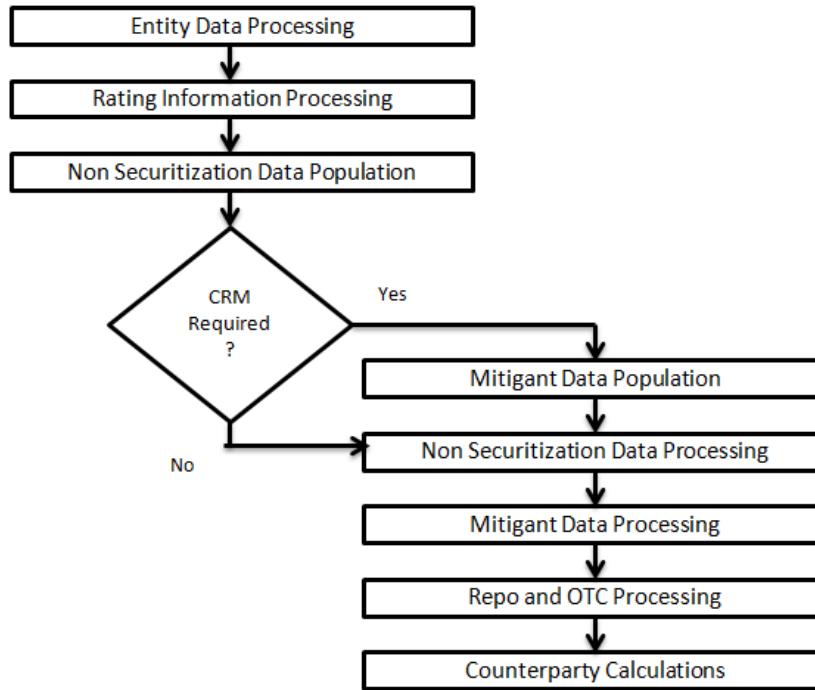 Entity Data Processing
Rating Information Processing
Non Securitization Data Population
CRM
Required
?
Yes
Mitigant Data Population
No
Non Securitization Data Processing
Mitigant Data Processing
Repo and OTC Processing
Counterparty Calculations